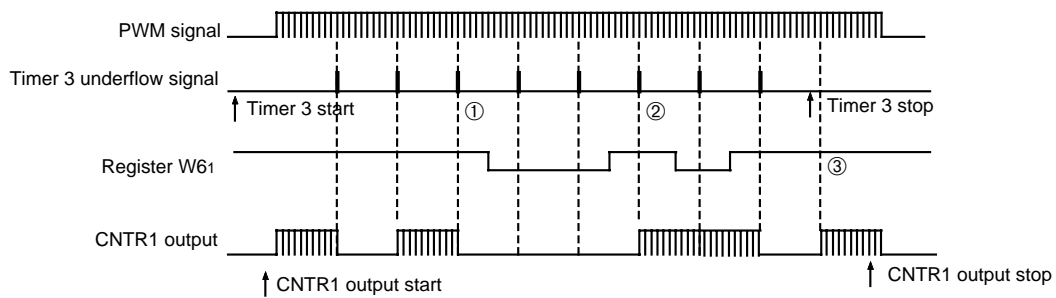 PWM signal
Timer 3 underflow signal
Timer 3 start
①
②
Timer 3 stop
Register W61
③
CNTR1 output
CNTR1 output start
CNTR1 output stop